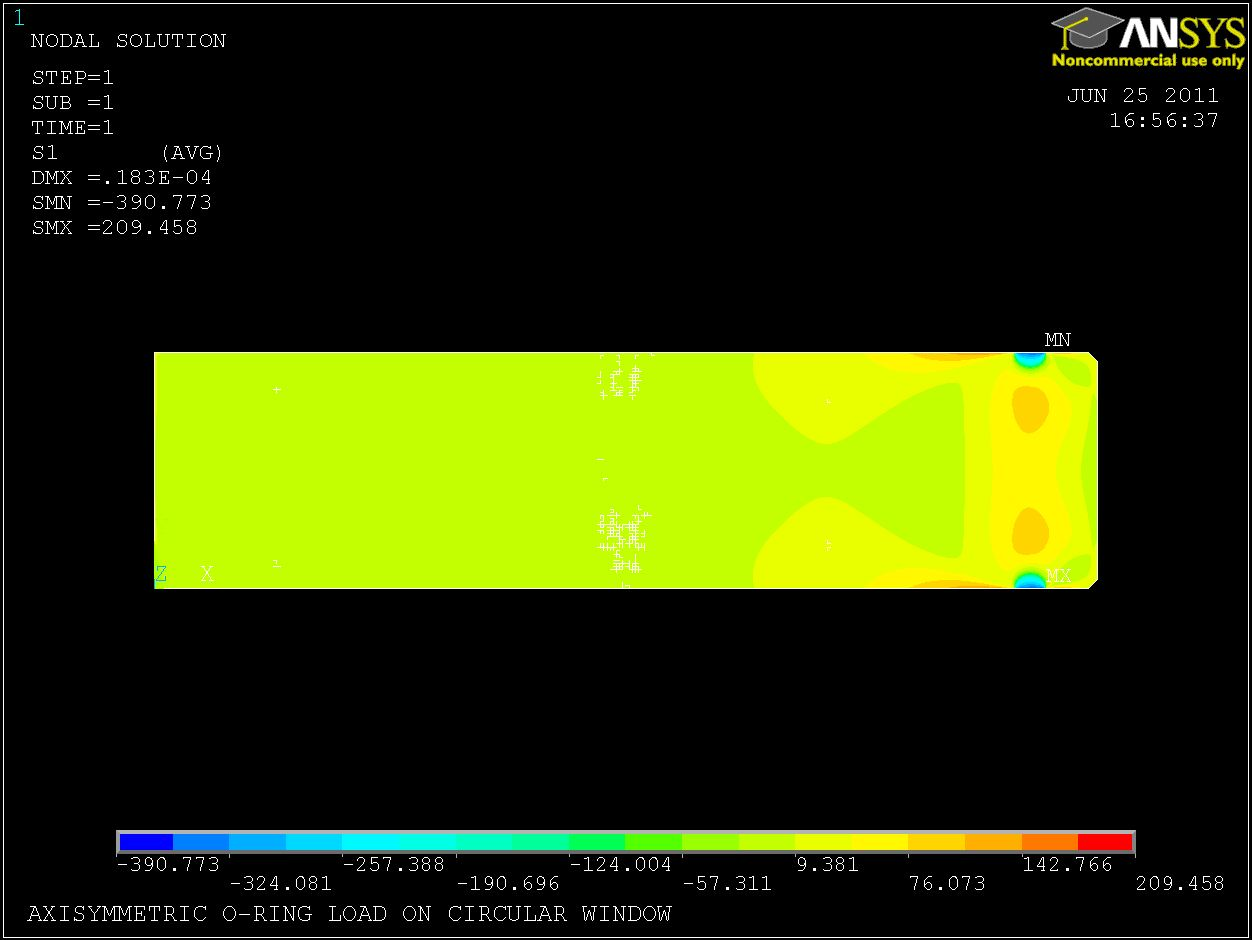 1
NODAL SOLUTION
STEP=1
SUB =1
TIME=1
S1 (AVG)
DMX =.183E-04
SMN =-390.773
SMX =209.458
ANSYS
Noncommercial use only
JUN 25 2011
16:56:37
MN
Z X
MX
-390.773 -257.388 -124.004 9.381 142.766
-324.081 -190.696 -57.311 76.073 209.458
AXISYMMETRIC O-RING LOAD ON CIRCULAR WINDOW